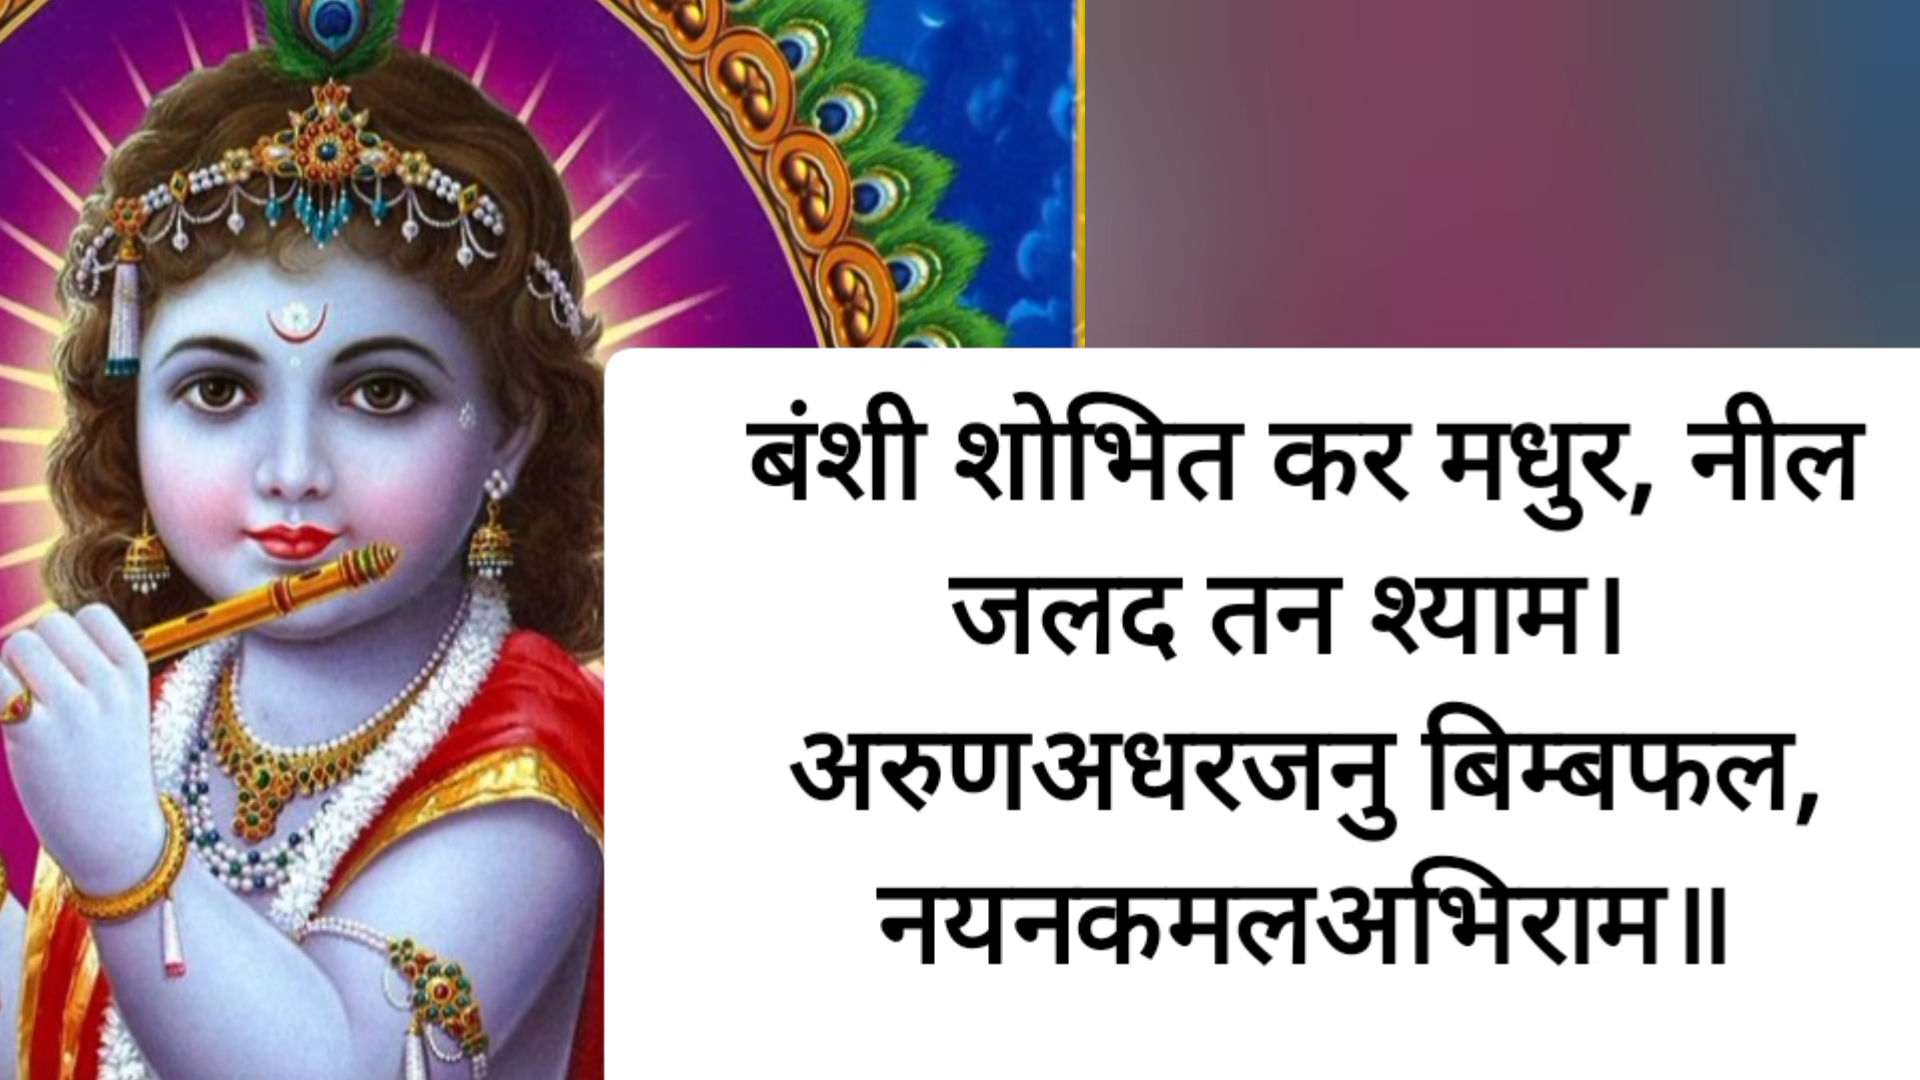 बंशी शोभित कर मधुर, नील
जलद तन श्याम।
अरुणअधरजनु बिम्बफल,
नयनकमलअभिराम॥